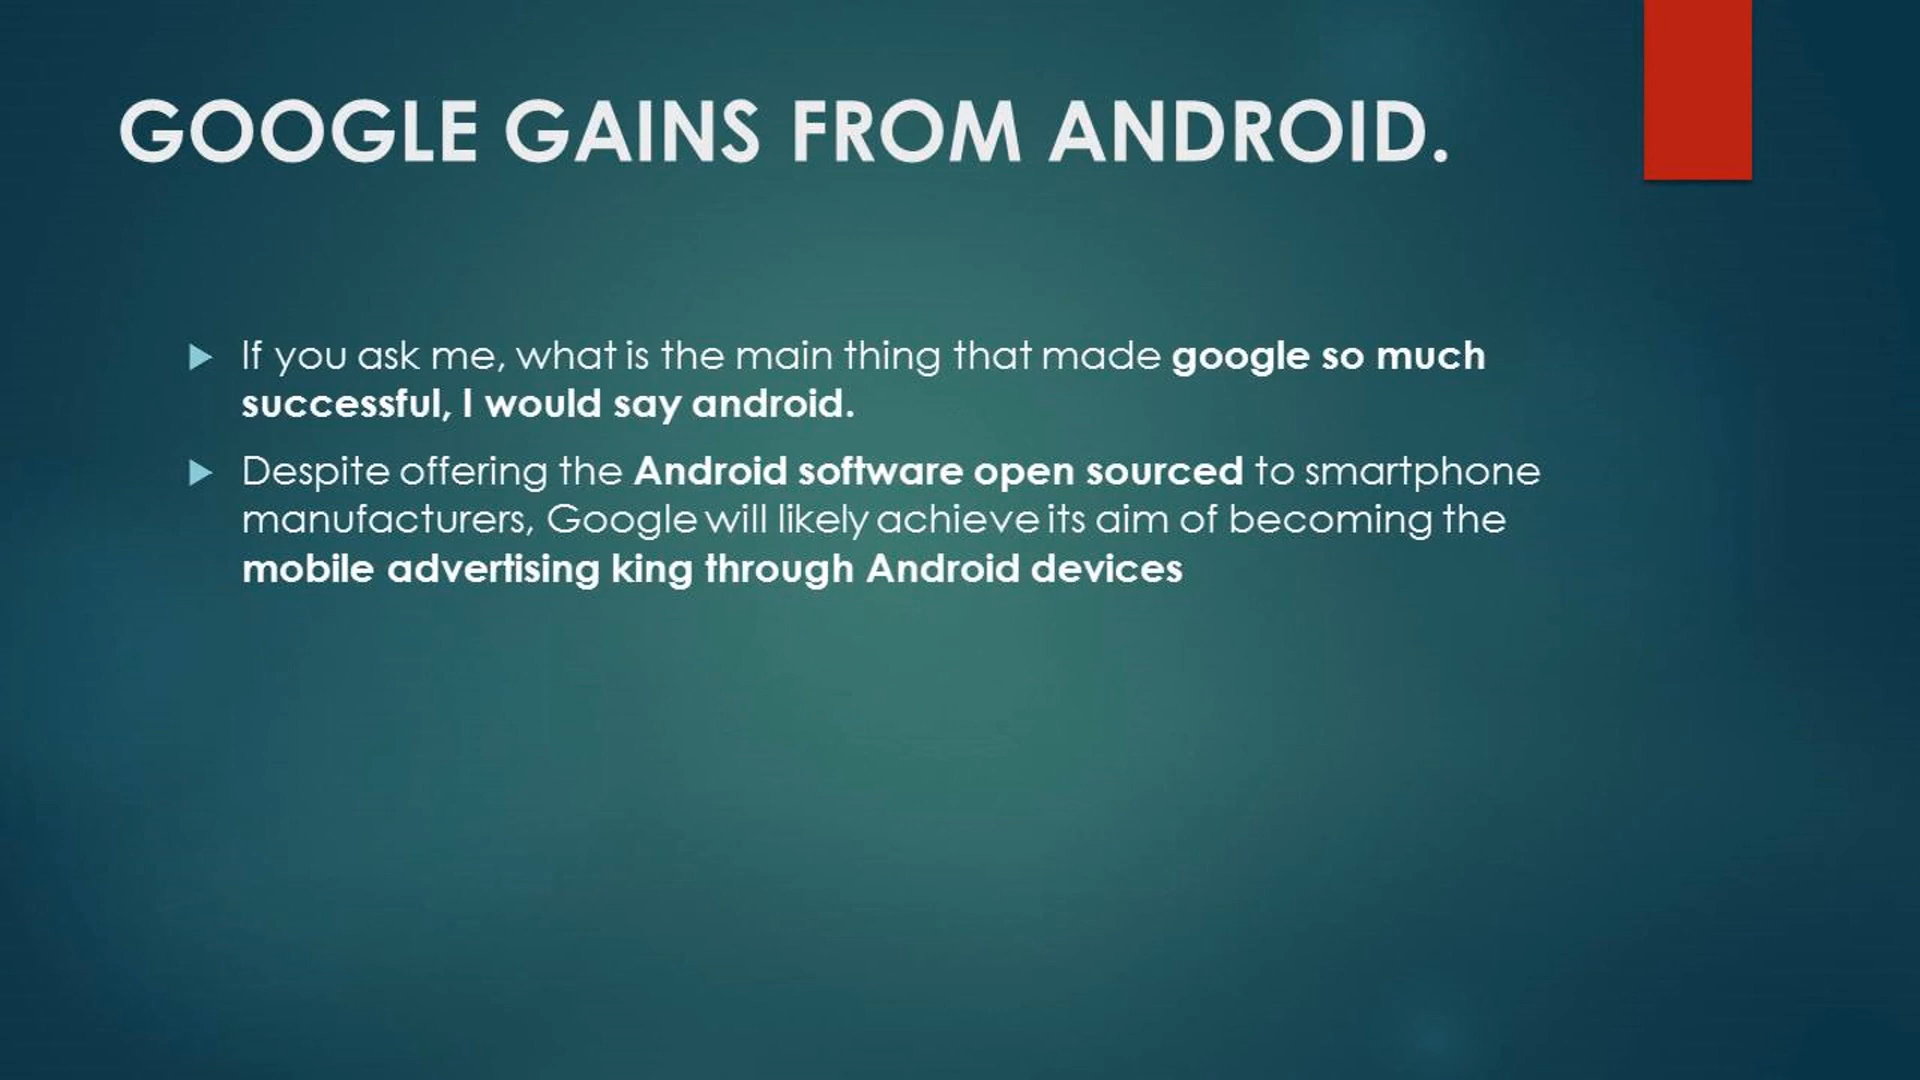 GOOGLE GAINS FROM ANDROID.
If you ask me, what is the main thing that made google so much
successful, I would say android.
Despite offering the Android software open sourced to smartphone
manufacturers, Google will likely achieve its aim of becoming the
mobile advertising king through Android devices